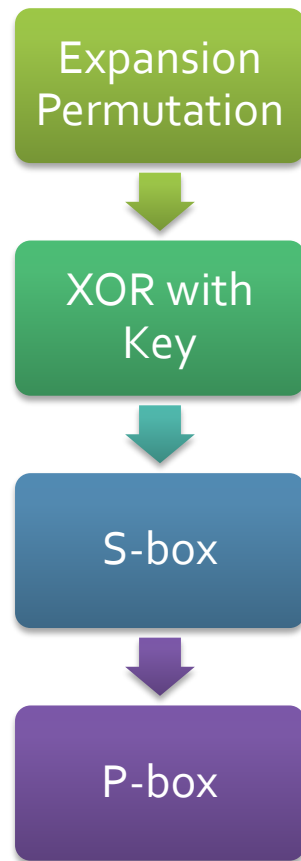 Expansion
Permutation
XOR with
Key
S-box
P-box